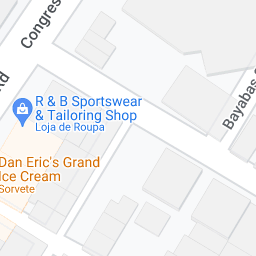 Congres
Rd
R & B Sportswear
& Tailoring Shop
Loja de Roupa
Bayabas
Dan Eric's Grand
Ice Cream
Sorvete